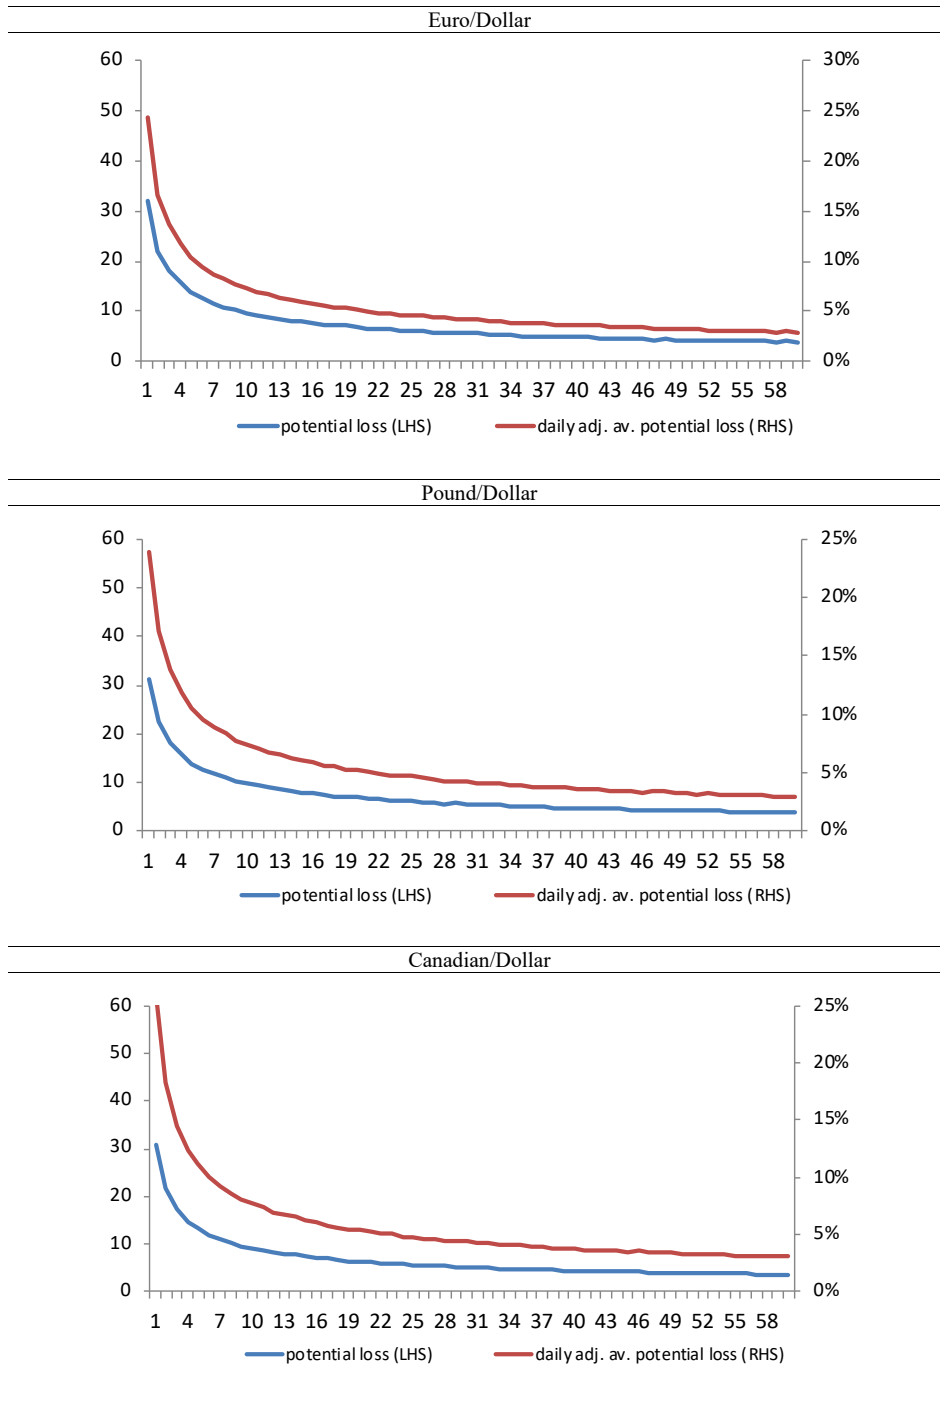 Euro/Dollar
60 30%
50 25%
40 20%
30 15%
20 10%
10 5%
0 0%
1 4 7 10 13 16 19 22 25 28 31 34 37 40 43 46 49 52 55 58
potential loss (LHS) daily adj. av. potential loss (RHS)
Pound/Dollar
60 25%
50 20%
40 15%
30 10%
20 5%
10 0%
0
1 4 7 10 13 16 19 22 25 28 31 34 37 40 43 46 49 52 55 58
potential loss (LHS) daily adj. av. potential loss (RHS)
Canadian/Dollar
60 25%
50 20%
40 15%
30 10%
20 5%
10 0%
0
1 4 7 10 13 16 19 22 25 28 31 34 37 40 43 46 49 52 55 58
potential loss (LHS) daily adj. av. potential loss (RHS)